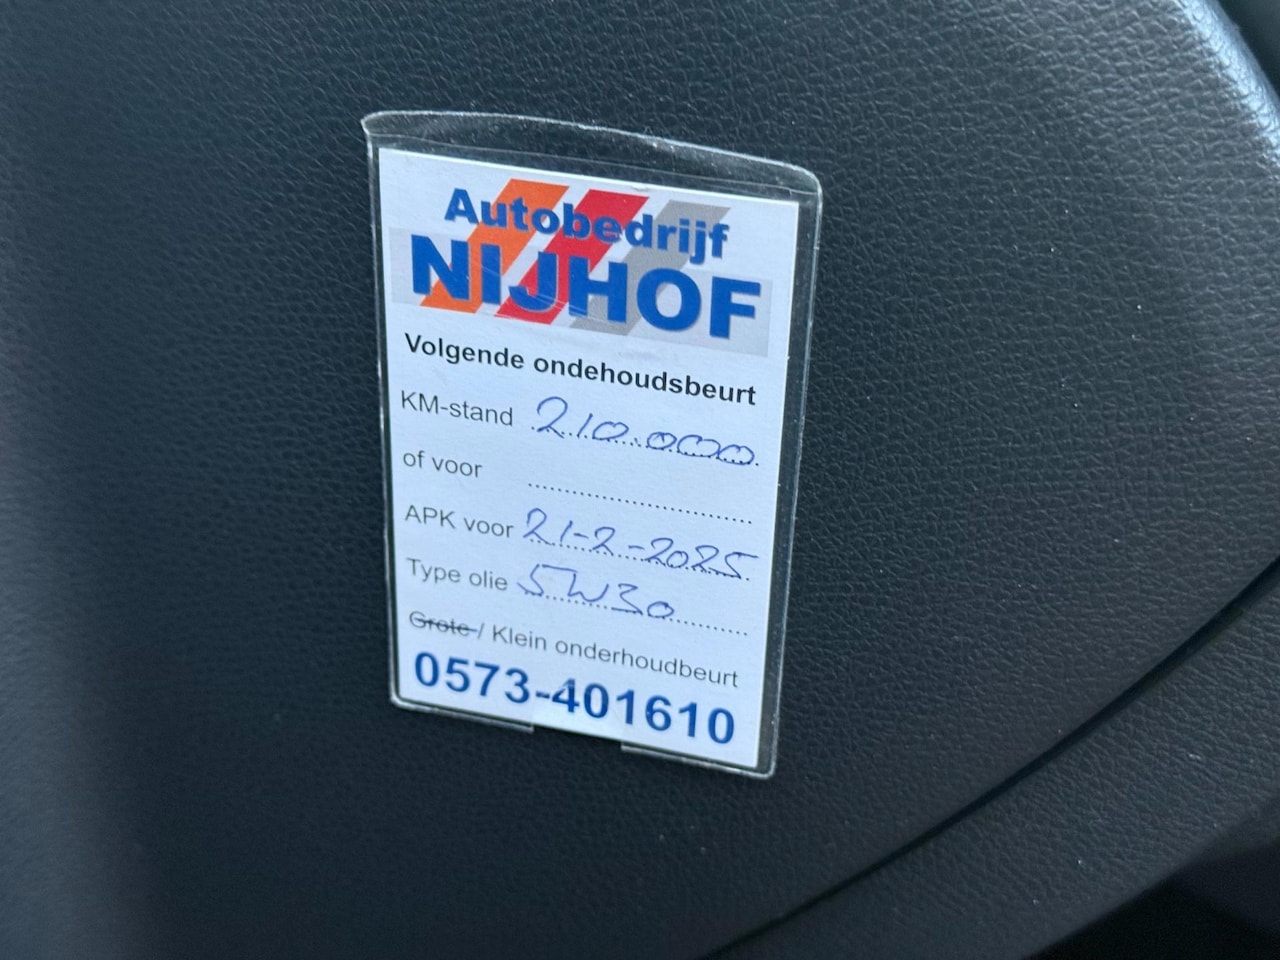 Autobedrijf
NIJHOF
Volgende ondehoudsbeurt
KM-stand 210.000
of voor
APK voor 21-2-2025
Type olie 5W30
Grote / Klein onderhoudbeurt
0573-401610